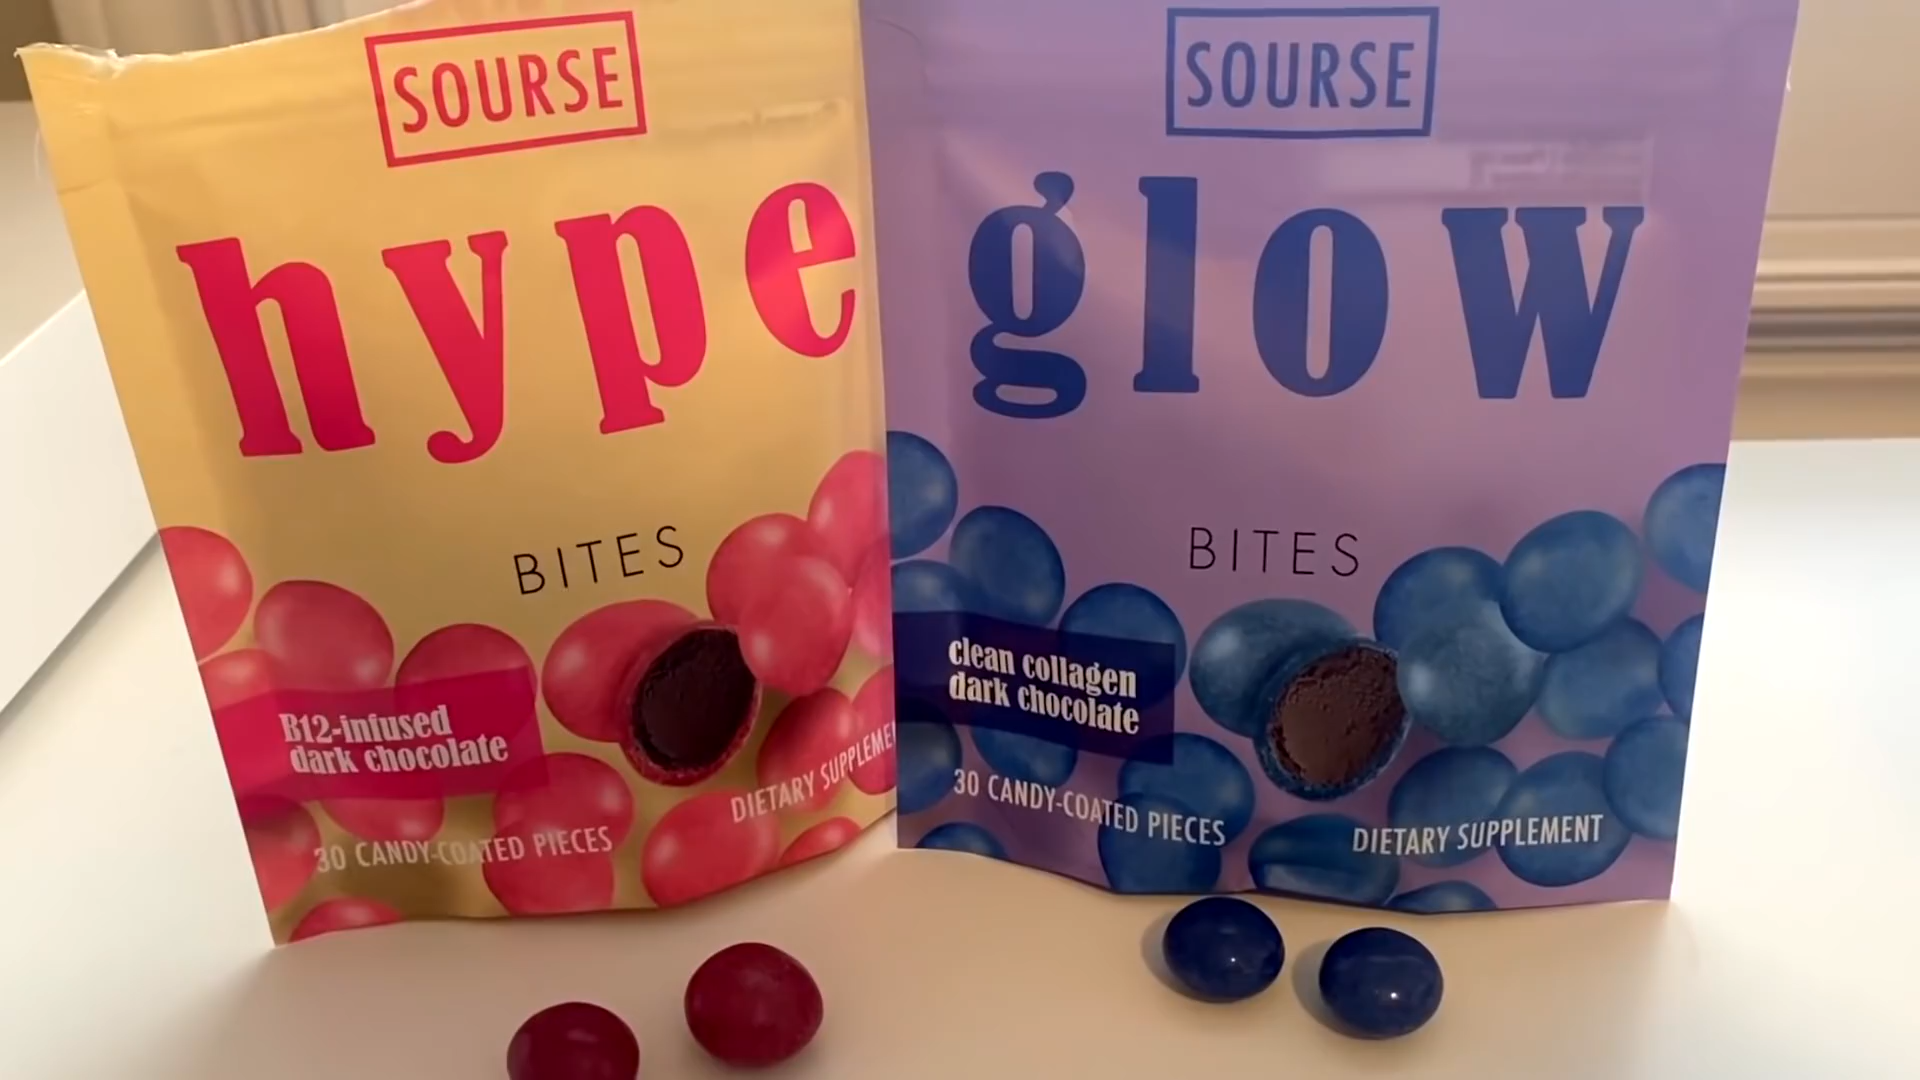 SOURSE
hype
BITES
B12-infused
dark chocolate
30 CANDY-COATED PIECES
DIETARY SUPPLEME
SOURSE
glow
BITES
clean collagen
dark chocolate
30 CANDY-COATED PIECES
DIETARY SUPPLEMENT